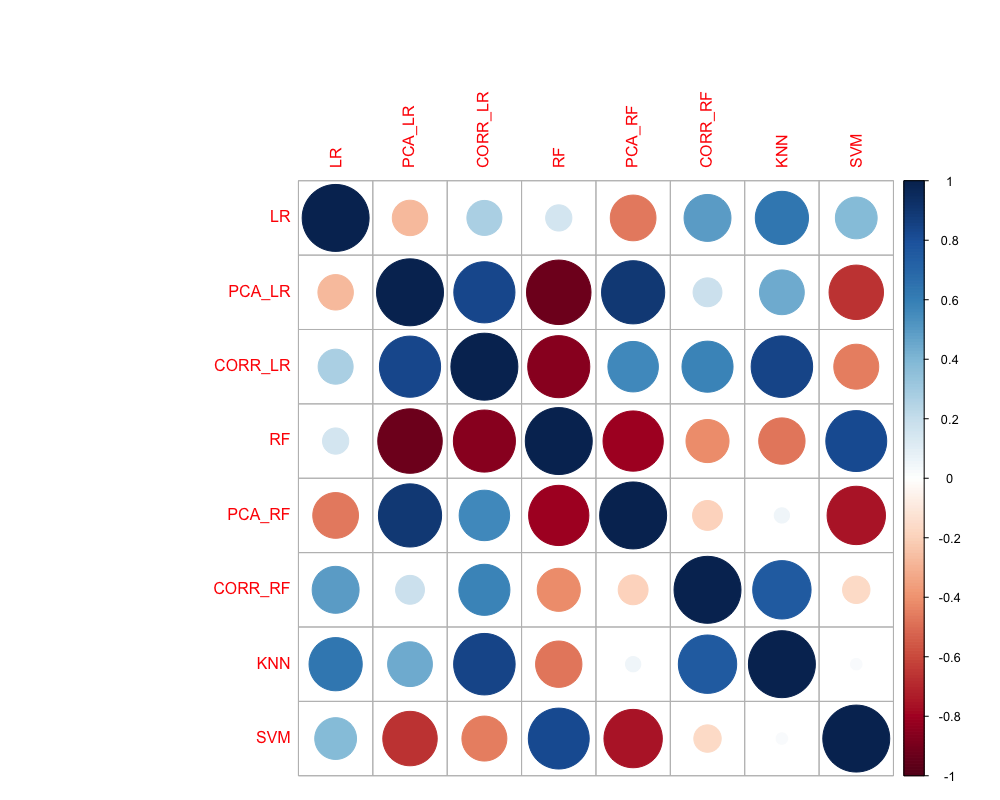 LR
PCA_LR
CORR_LR
RF
PCA_RF
CORR_RF
KNN
SVM
LR
PCA_LR
CORR_LR
RF
PCA_RF
CORR_RF
KNN
SVM
1
0.8
0.6
0.4
0.2
0
-0.2
-0.4
-0.6
-0.8
-1